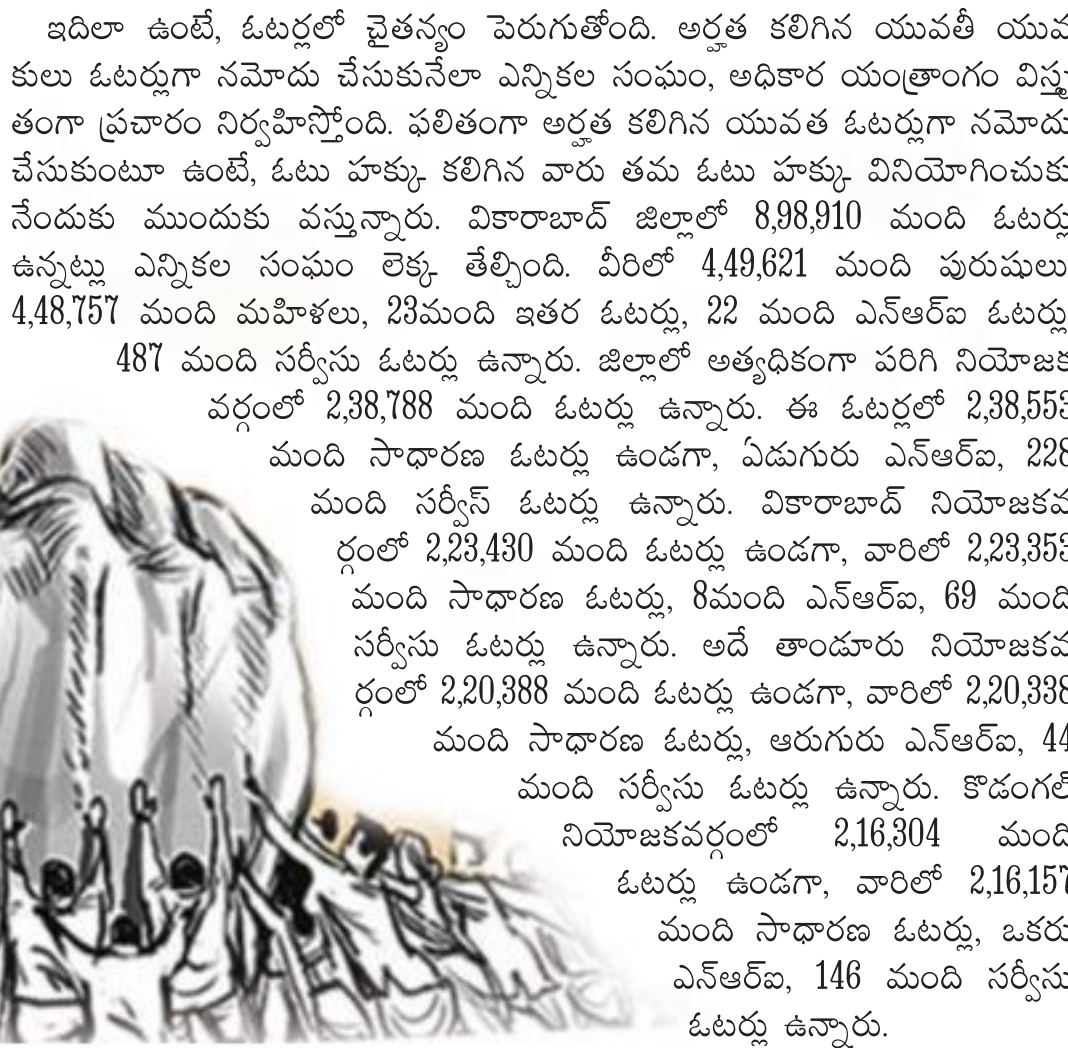 ఇదిలా ఉంటే, ఓటర్లలో చైతన్యం పెరుగుతోంది. అర్హత కలిగిన యువతీ యువ
కులు ఓటర్లుగా నమోదు చేసుకునేలా ఎన్నికల సంఘం, అధికార యంత్రాంగం విస్తృ
తంగా ప్రచారం నిర్వహిస్తోంది. ఫలితంగా అర్హత కలిగిన యువత ఓటర్లుగా నమోదు
చేసుకుంటూ ఉంటే, ఓటు హక్కు కలిగిన వారు తమ ఓటు హక్కు వినియోగించుకు
నేందుకు ముందుకు వస్తున్నారు. వికారాబాద్ జిల్లాలో 8,98,910 మంది ఓటర్లు
ఉన్నట్లు ఎన్నికల సంఘం లెక్క తేల్చింది. వీరిలో 4,49,621 మంది పురుషులు
4,48,757 మంది మహిళలు, 23మంది ఇతర ఓటర్లు, 22 మంది ఎన్ఆర్ఐ ఓటర్లు
487 మంది సర్వీసు ఓటర్లు ఉన్నారు. జిల్లాలో అత్యధికంగా పరిగి నియోజక
వర్గంలో 2,38,788 మంది ఓటర్లు ఉన్నారు. ఈ ఓటర్లలో 2,38,553
మంది సాధారణ ఓటర్లు ఉండగా, ఏడుగురు ఎన్ఆర్ఐ, 228
మంది సర్వీస్ ఓటర్లు ఉన్నారు. వికారాబాద్ నియోజకవ
ర్గంలో 2,23,430 మంది ఓటర్లు ఉండగా, వారిలో 2,23,353
మంది సాధారణ ఓటర్లు, 8మంది ఎన్ఆర్ఐ, 69 మంది
సర్వీసు ఓటర్లు ఉన్నారు. అదే తాండూరు నియోజకవ
ర్గంలో 2,20,388 మంది ఓటర్లు ఉండగా, వారిలో 2,20,338
మంది సాధారణ ఓటర్లు, ఆరుగురు ఎన్ఆర్ఐ, 44
మంది సర్వీసు ఓటర్లు ఉన్నారు. కొడంగల్
నియోజకవర్గంలో 2,16,304 మంది
ఓటర్లు ఉండగా, వారిలో 2,16,157
మంది సాధారణ ఓటర్లు, ఒకరు
ఎన్ఆర్ఐ, 146 మంది సర్వీసు
ఓటర్లు ఉన్నారు.